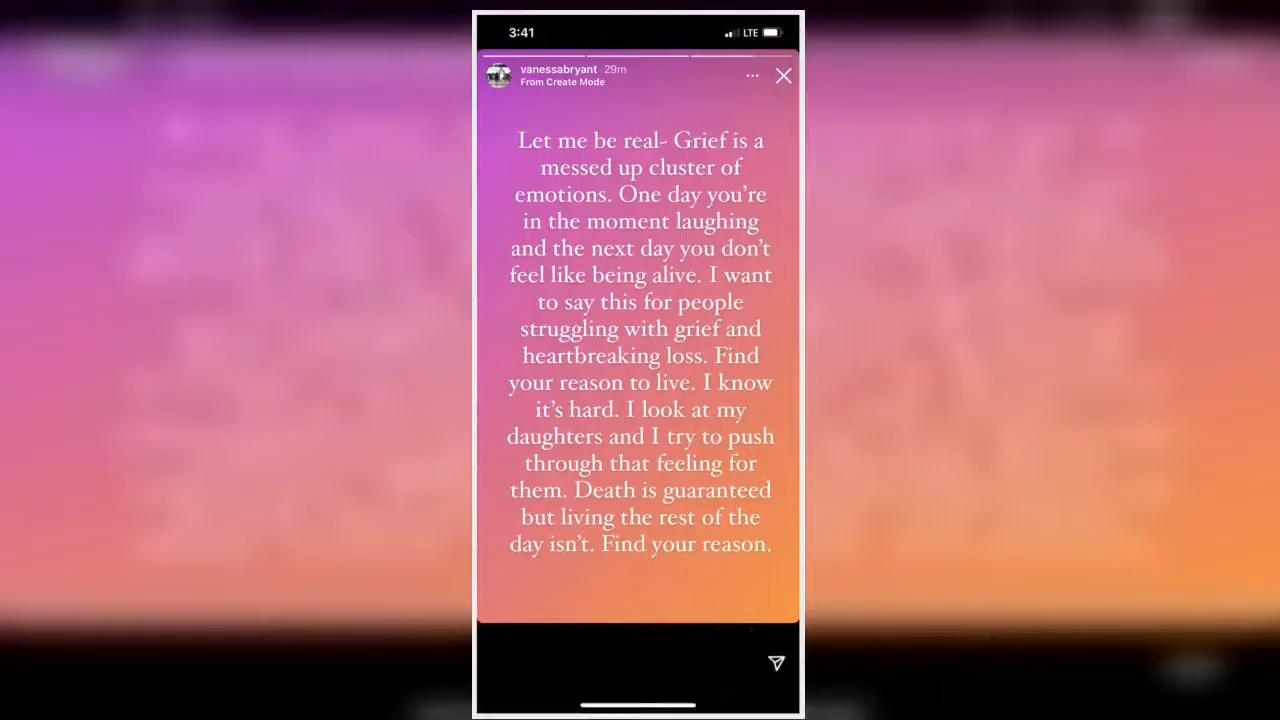 3:41 LTE
vanessabryant 29m
From Create Mode
Let me be real- Grief is a
messed up cluster of
emotions. One day you're
in the moment laughing
and the next day you don't
feel like being alive. I want
to say this for people
struggling with grief and
heartbreaking loss. Find
your reason to live. I know
it's hard. I look at my
daughters and I try to push
through that feeling for
them. Death is guaranteed
but living the rest of the
day isn't. Find your reason.